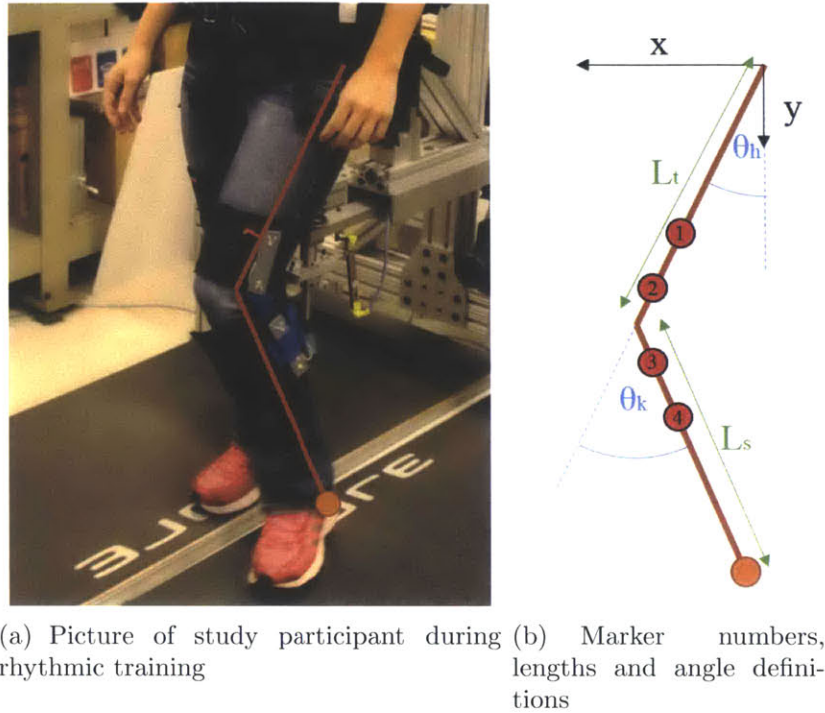 x
y
θh
Lt
1
2
3
θk
4
Ls
(a) Picture of study participant during
rhythmic training
(b) Marker numbers,
lengths and angle defini-
tions